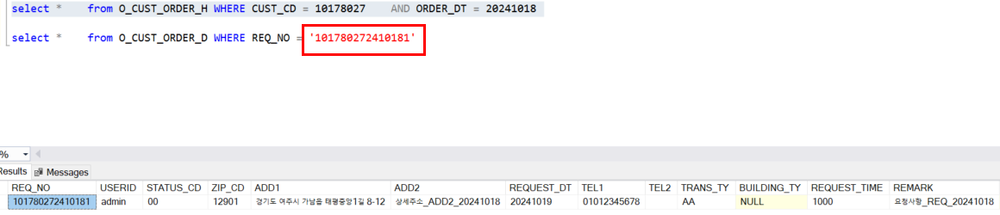 select *    from O_CUST_ORDER_H WHERE CUST_CD = 10178027    AND ORDER_DT = 20241018
select *    from O_CUST_ORDER_D WHERE REQ_NO = '101780272410181'
%
Results Messages
REQ_NO USERID STATUS_CD ZIP_CD ADD1 ADD2 REQUEST_DT TEL1 TEL2 TRANS_TY BUILDING_TY REQUEST_TIME REMARK
101780272410181 admin 00 12901 경기도 여주시 가남읍 태평중앙1길 8-12 상세주소_ADD2_20241018 20241019 01012345678 AA NULL 1000 요청사항_REQ_20241018